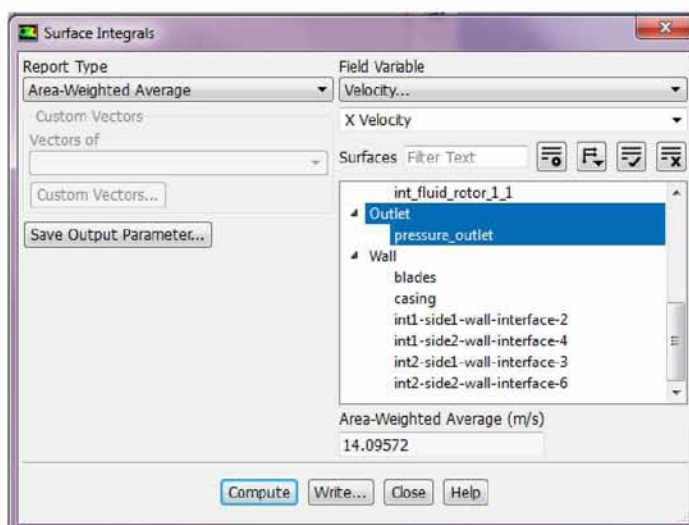 Surface Integrals
Report Type
Area-Weighted Average
Custom Vectors
Vectors of
Custom Vectors...
Save Output Parameter...
Field Variable
Velocity...
X Velocity
Surfaces Filter Text
int_fluid_rotor_1_1
Outlet
pressure_outlet
Wall
blades
casing
int1-side1-wall-interface-2
int1-side2-wall-interface-4
int2-side1-wall-interface-3
int2-side2-wall-interface-6
Area-Weighted Average (m/s)
14.09572
Compute Write... Close Help